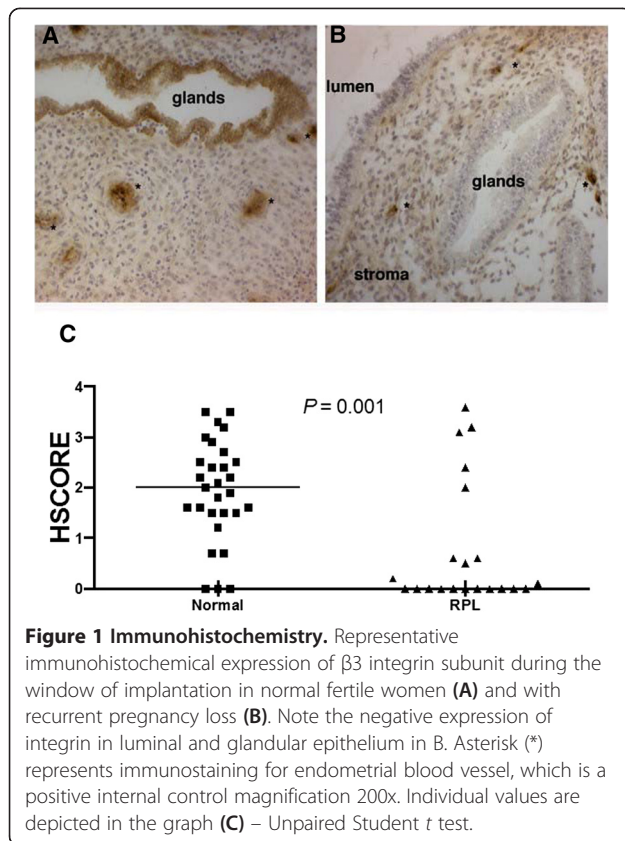 A
B
glands
lumen
*
*
*
*
*
glands
*
*
stroma
C
HSCORE
4
3
2
1
0
P = 0.001
Normal
RPL
Figure 1 Immunohistochemistry. Representative
immunohistochemical expression of β3 integrin subunit during the
window of implantation in normal fertile women (A) and with
recurrent pregnancy loss (B). Note the negative expression of
integrin in luminal and glandular epithelium in B. Asterisk (*)
represents immunostaining for endometrial blood vessel, which is a
positive internal control magnification 200x. Individual values are
depicted in the graph (C) – Unpaired Student t test.